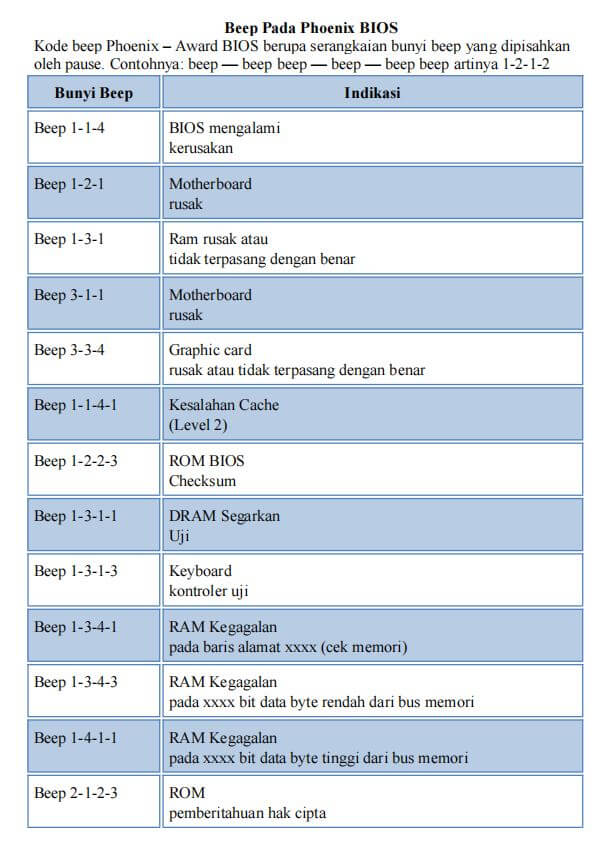 Beep Pada Phoenix BIOS
Kode beep Phoenix – Award BIOS berupa serangkaian bunyi beep yang dipisahkan
oleh pause. Contohnya: beep — beep beep — beep — beep beep artinya 1-2-1-2
Bunyi Beep Indikasi
Beep 1-1-4 BIOS mengalami
kerusakan
Beep 1-2-1 Motherboard
rusak
Beep 1-3-1 Ram rusak atau
tidak terpasang dengan benar
Beep 3-1-1 Motherboard
rusak
Beep 3-3-4 Graphic card
rusak atau tidak terpasang dengan benar
Beep 1-1-4-1 Kesalahan Cache
(Level 2)
Beep 1-2-2-3 ROM BIOS
Checksum
Beep 1-3-1-1 DRAM Segarkan
Uji
Beep 1-3-1-3 Keyboard
kontroler uji
Beep 1-3-4-1 RAM Kegagalan
pada baris alamat xxxx (cek memori)
Beep 1-3-4-3 RAM Kegagalan
pada xxxx bit data byte rendah dari bus memori
Beep 1-4-1-1 RAM Kegagalan
pada xxxx bit data byte tinggi dari bus memori
Beep 2-1-2-3 ROM
pemberitahuan hak cipta